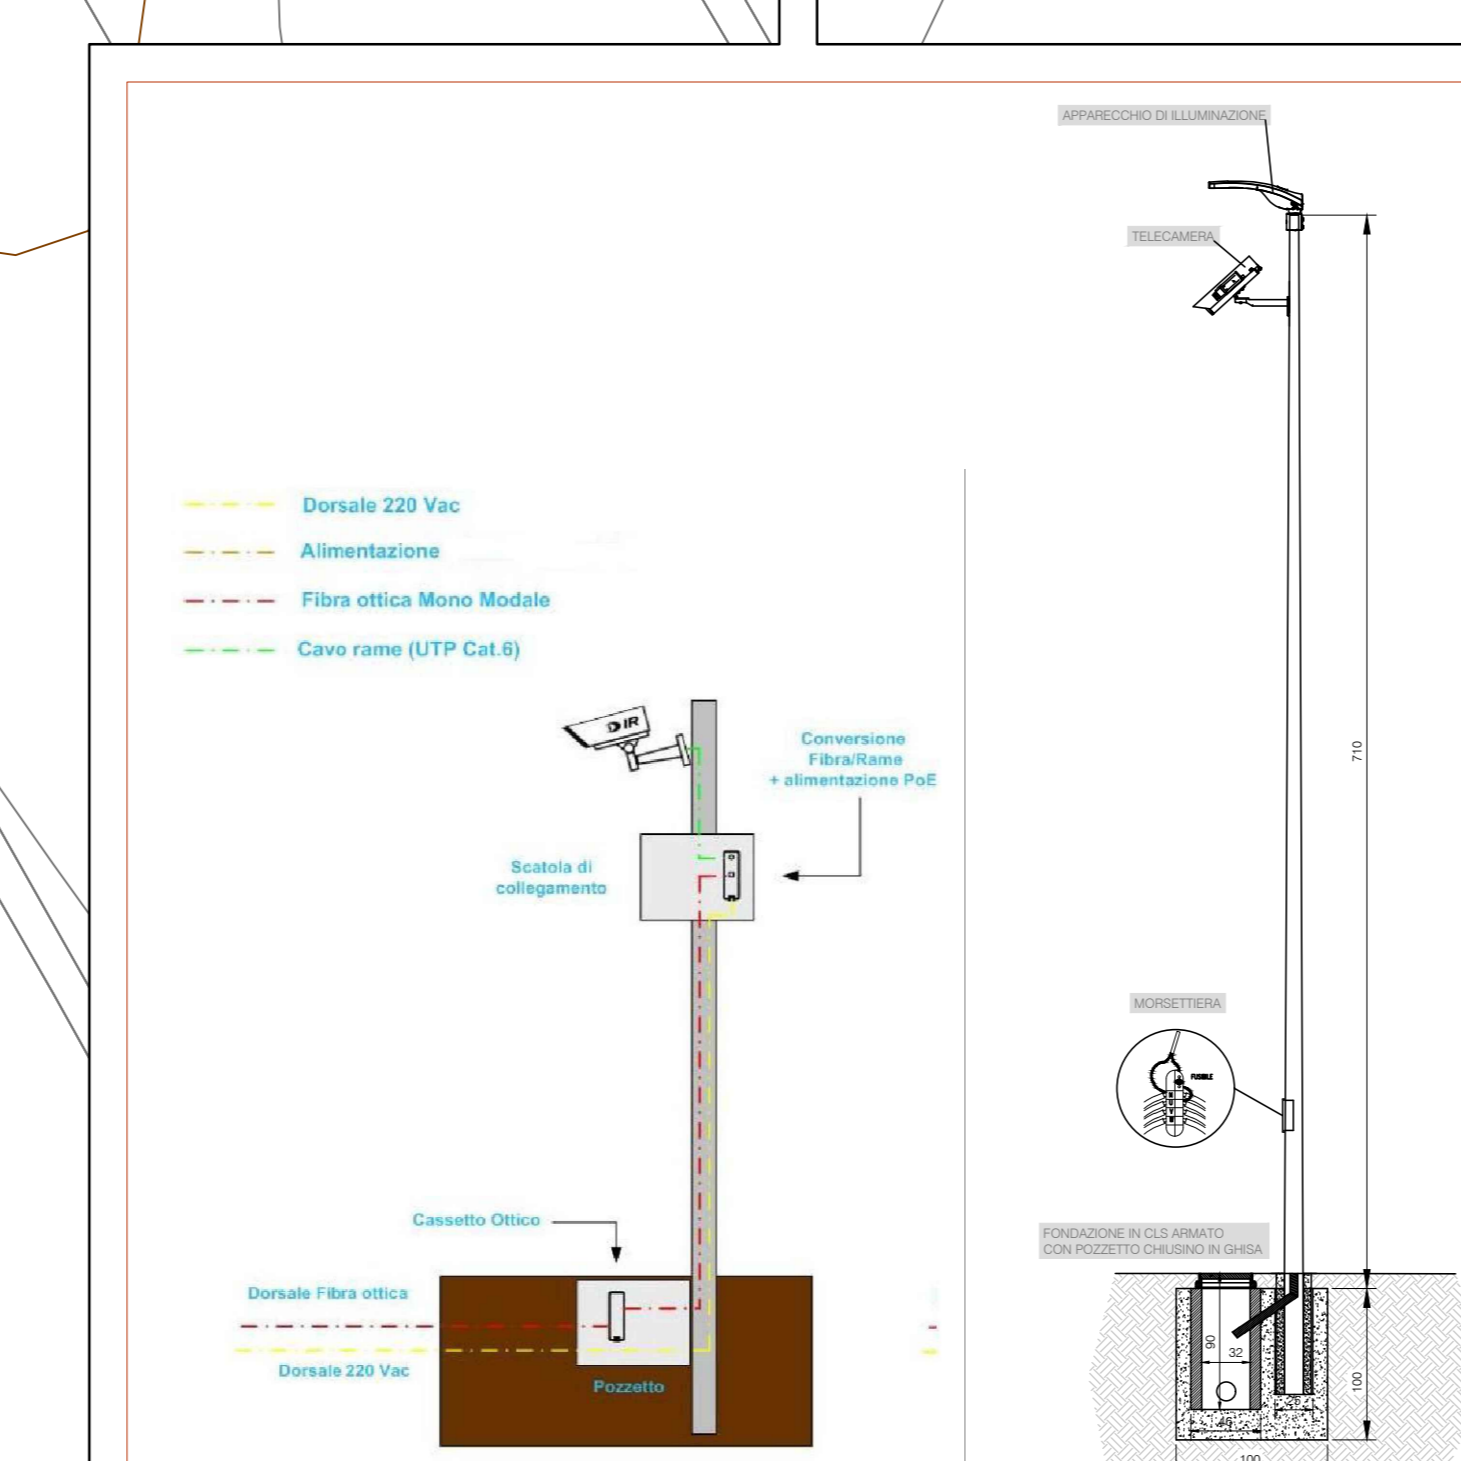 APPARECCHIO DI ILLUMINAZIONE
TELECAMERA
Dorsale 220 Vac
Alimentazione
Fibra ottica Mono Modale
Cavo rame (UTP Cat.6)
IR
Conversione
Fibra/Rame
+ alimentazione PoE
Scatola di
collegamento
Cassetto Ottico
Dorsale Fibra ottica
Dorsale 220 Vac
Pozzetto
710
MORSETTIERA
FUSIBILE
FONDAZIONE IN CLS ARMATO
CON POZZETTO CHIUSINO IN GHISA
90
32
26
46
100
100